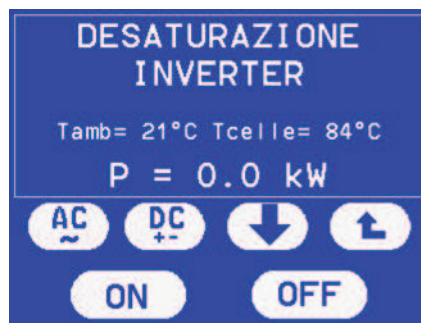 DESATURAZIONE
INVERTER
Tamb= 21°C Tcelle= 84°C
P = 0.0 kW
AC DC
~ +-
ON OFF